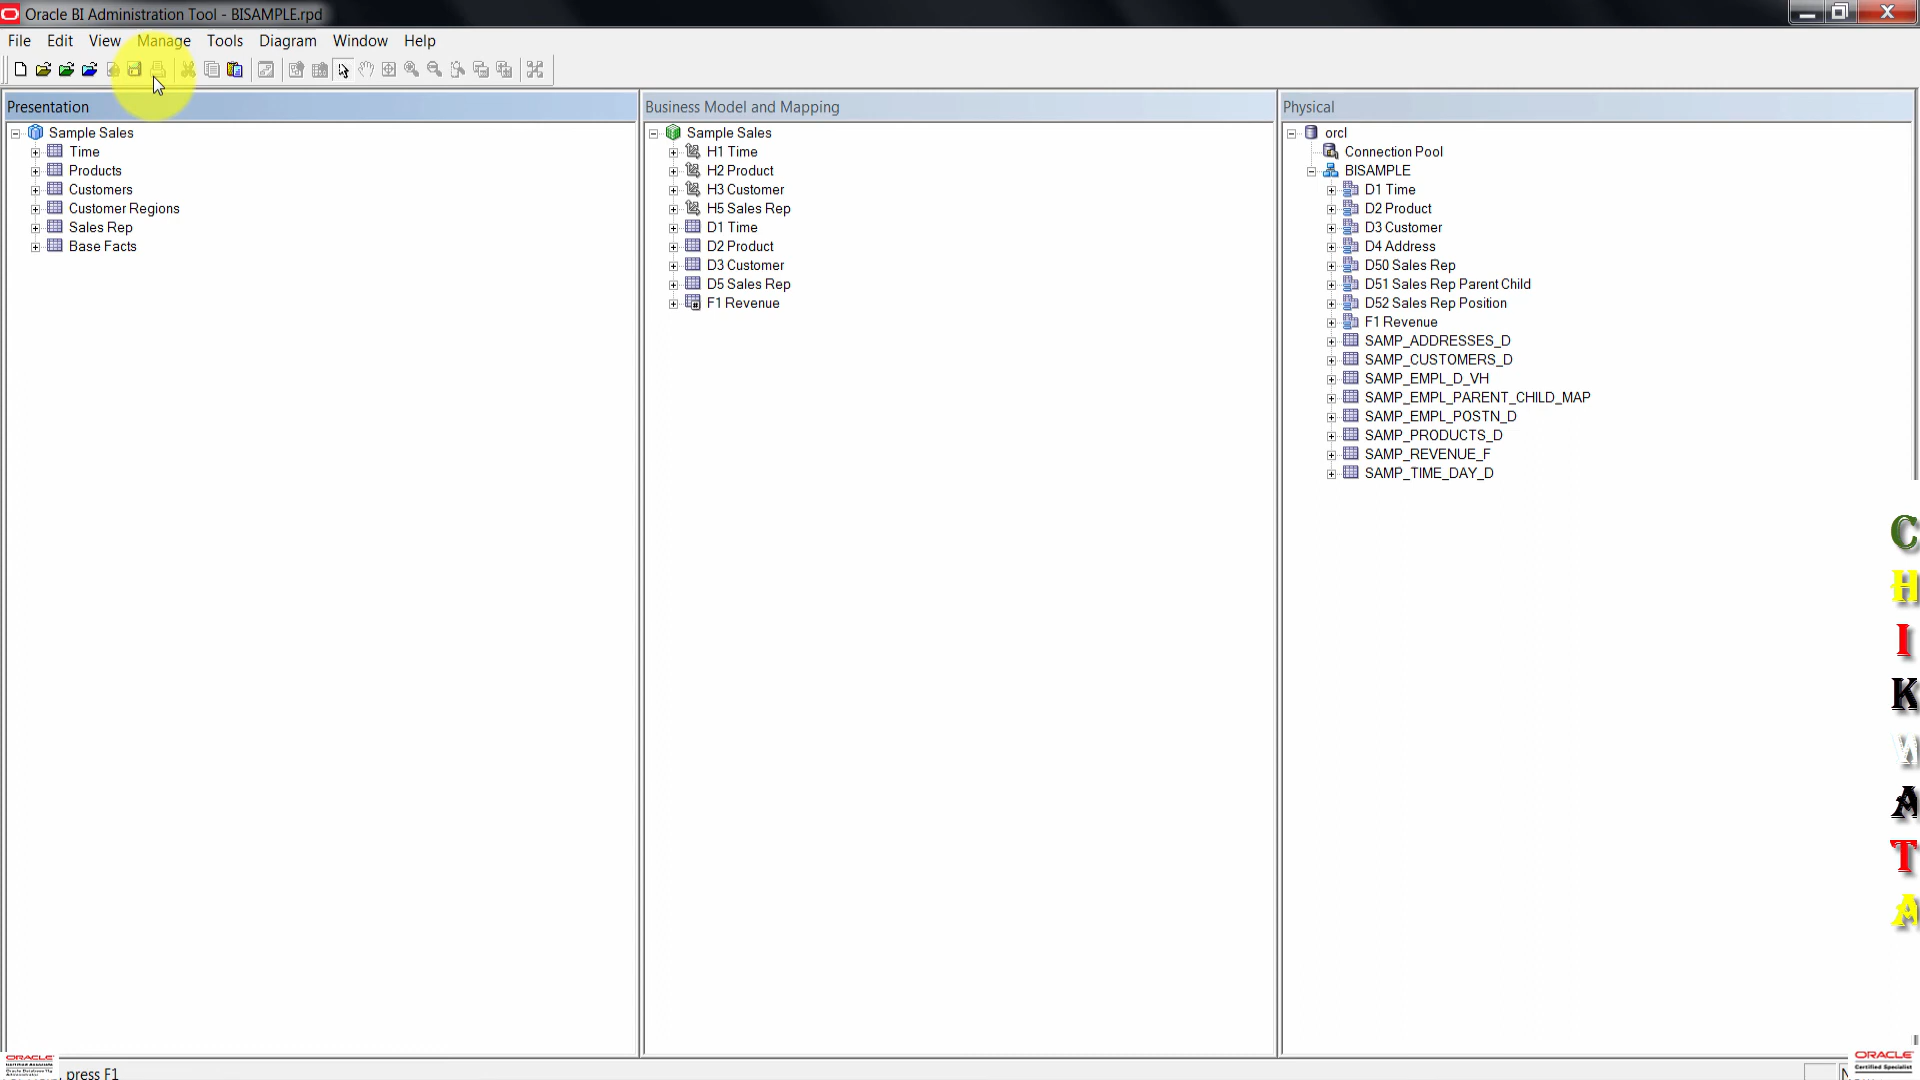 Oracle BI Administration Tool - BISAMPLE.rpd
File Edit View Manage Tools Diagram Window Help
Presentation
Sample Sales
Time
Products
Customers
Customer Regions
Sales Rep
Base Facts
Business Model and Mapping
Sample Sales
H1 Time
H2 Product
H3 Customer
H5 Sales Rep
D1 Time
D2 Product
D3 Customer
D5 Sales Rep
F1 Revenue
Physical
orcl
Connection Pool
BISAMPLE
D1 Time
D2 Product
D3 Customer
D4 Address
D50 Sales Rep
D51 Sales Rep Parent Child
D52 Sales Rep Position
F1 Revenue
SAMP_ADDRESSES_D
SAMP_CUSTOMERS_D
SAMP_EMPL_D_VH
SAMP_EMPL_PARENT_CHILD_MAP
SAMP_EMPL_POSTN_D
SAMP_PRODUCTS_D
SAMP_REVENUE_F
SAMP_TIME_DAY_D
C
H
I
K
W
A
T
A
ORACLE
press F1
ORACLE
Certified Specialist